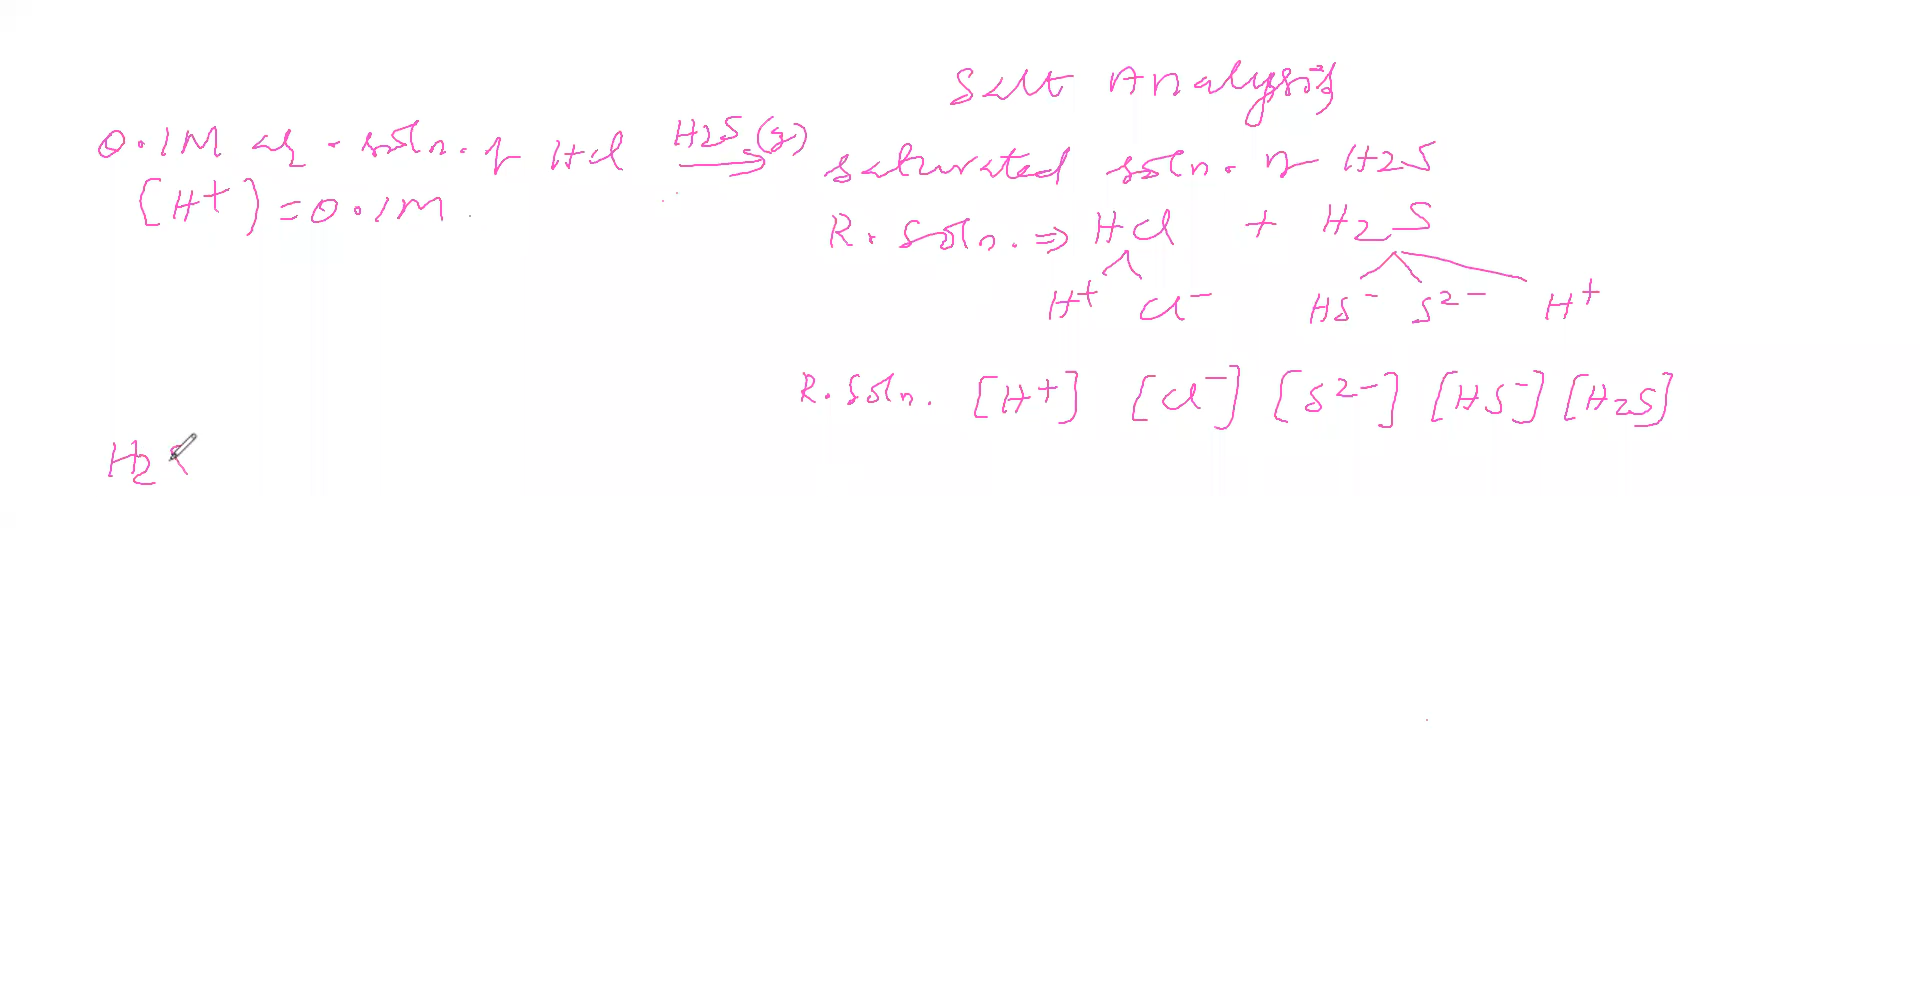 Salt Analysis
0.1M aq. soln. of HCl H2S(g) → saturated soln. of H2S
[H+] = 0.1M
R. Soln. ⇒ HCl + H2S
H+ Cl- HS- S2- H+
R. Soln. [H+] [Cl-] [S2-] [HS-] [H2S]
H2